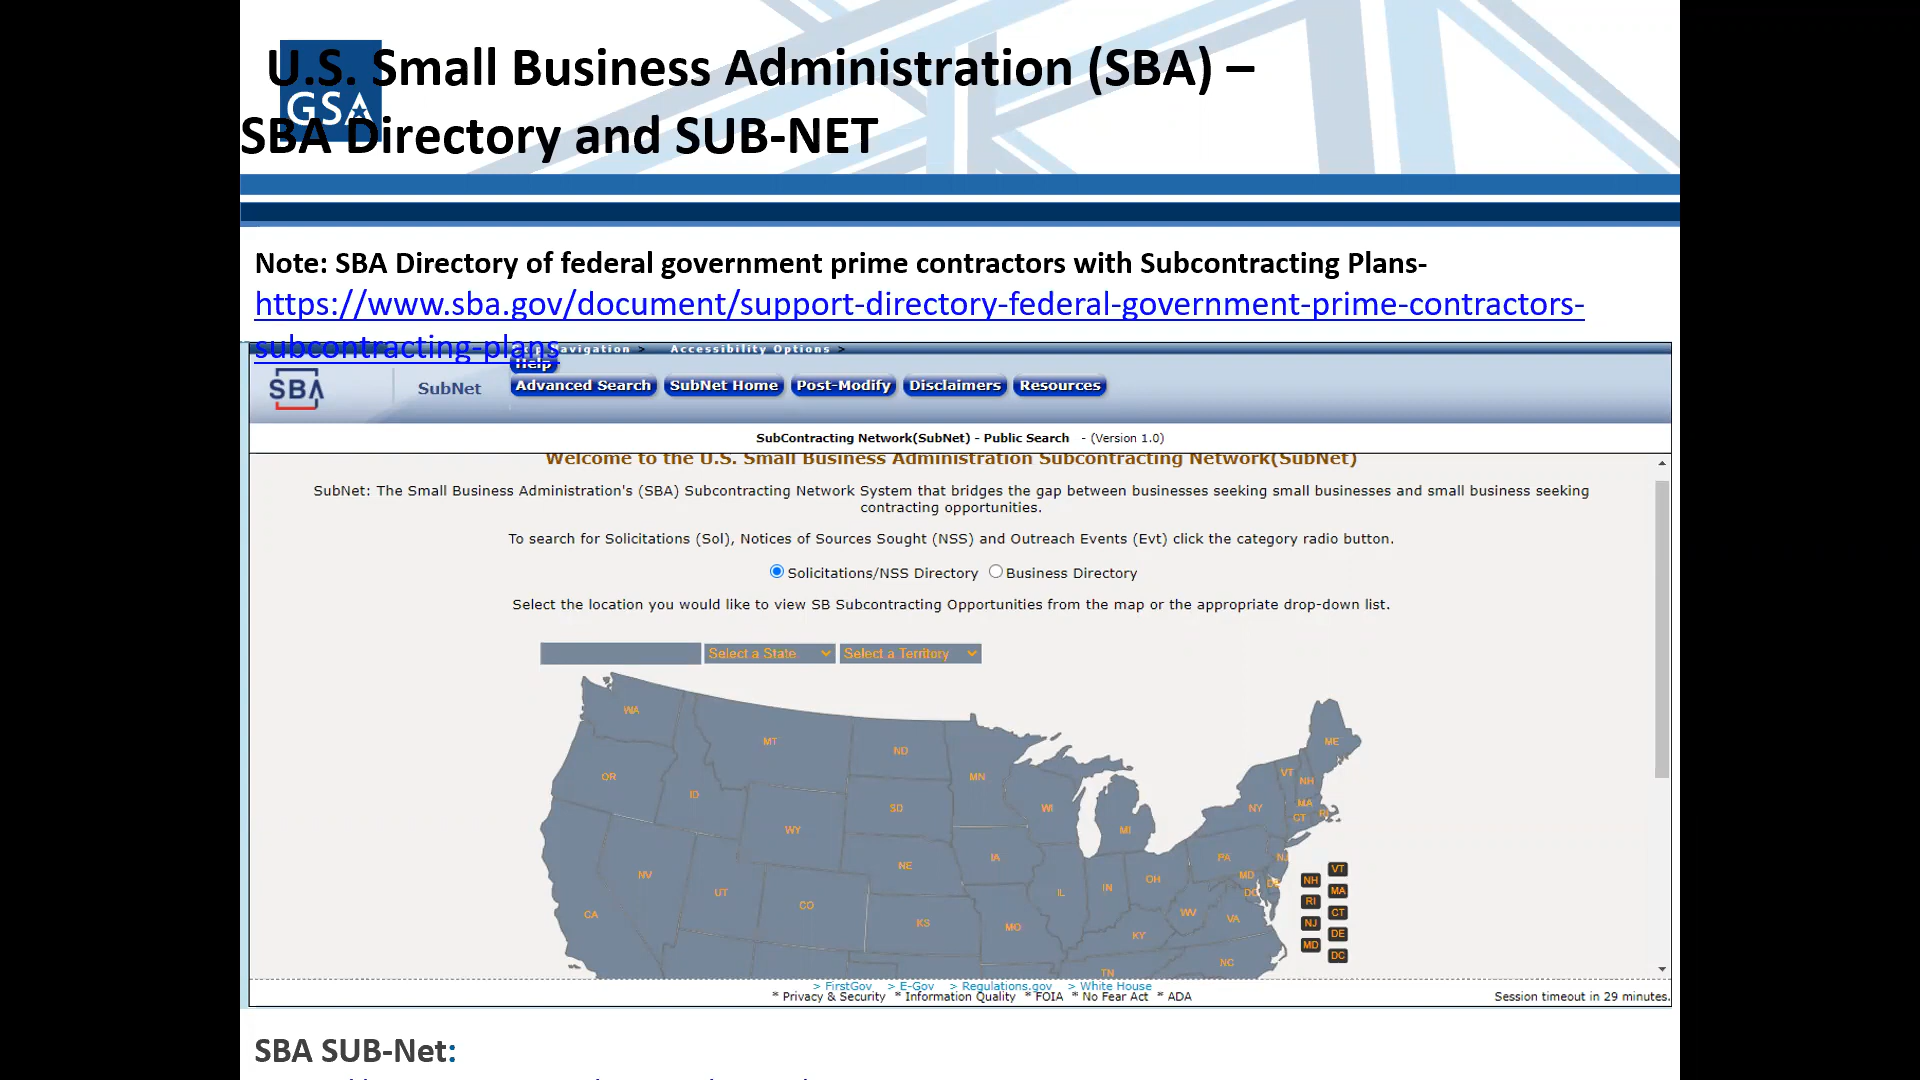 U.S. Small Business Administration (SBA) –
GSA
SBA Directory and SUB-NET
Note: SBA Directory of federal government prime contractors with Subcontracting Plans-
https://www.sba.gov/document/support-directory-federal-government-prime-contractors-
subcontracting-plans
avigation > Accessibility Options >
Help
SBA SubNet Advanced Search SubNet Home Post-Modify Disclaimers Resources
SubContracting Network(SubNet) - Public Search - (Version 1.0)
Welcome to the U.S. Small Business Administration Subcontracting Network(SubNet)
SubNet: The Small Business Administration's (SBA) Subcontracting Network System that bridges the gap between businesses seeking small businesses and small business seeking
contracting opportunities.
To search for Solicitations (Sol), Notices of Sources Sought (NSS) and Outreach Events (Evt) click the category radio button.
Solicitations/NSS Directory Business Directory
Select the location you would like to view SB Subcontracting Opportunities from the map or the appropriate drop-down list.
Select a State Select a Territory
WA
MT
ND
ME
OR
MN
VT
NH
ID
SD
WI
NY
MA
CT
RI
WY
MI
IA
PA
NJ
NE
NV
UT
IL
IN
OH
MD
DE
DC
CO
CA
KS
MO
WV
VA
KY
NC
TN
VT
NH
MA
RI
CT
NJ
DE
MD
DC
> FirstGov > E-Gov > Regulations.gov > White House
* Privacy & Security * Information Quality * FOIA * No Fear Act * ADA
Session timeout in 29 minutes.
SBA SUB-Net: